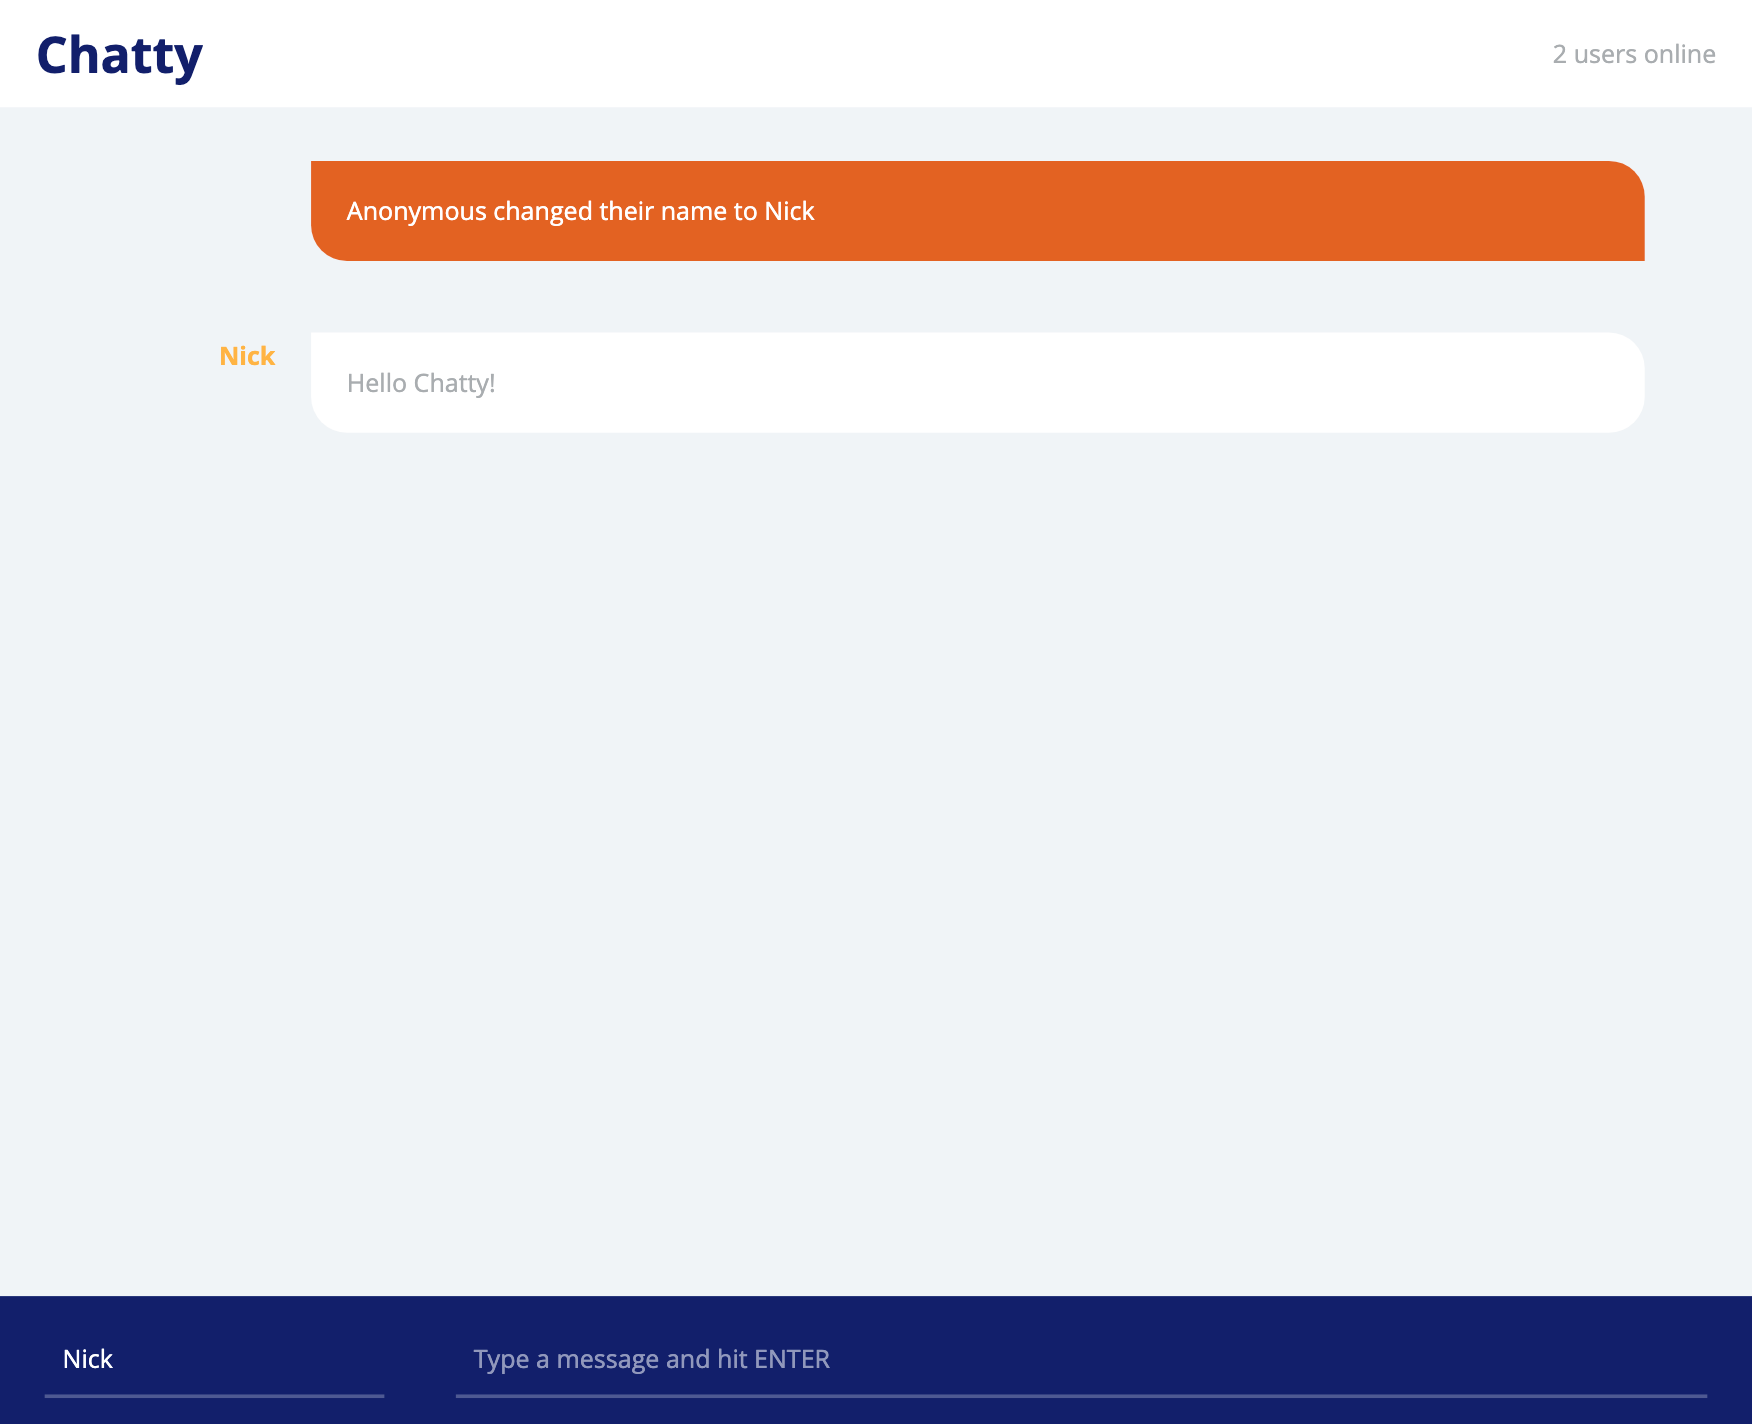 Chatty
2 users online
Anonymous changed their name to Nick
Nick
Hello Chatty!
Nick
Type a message and hit ENTER